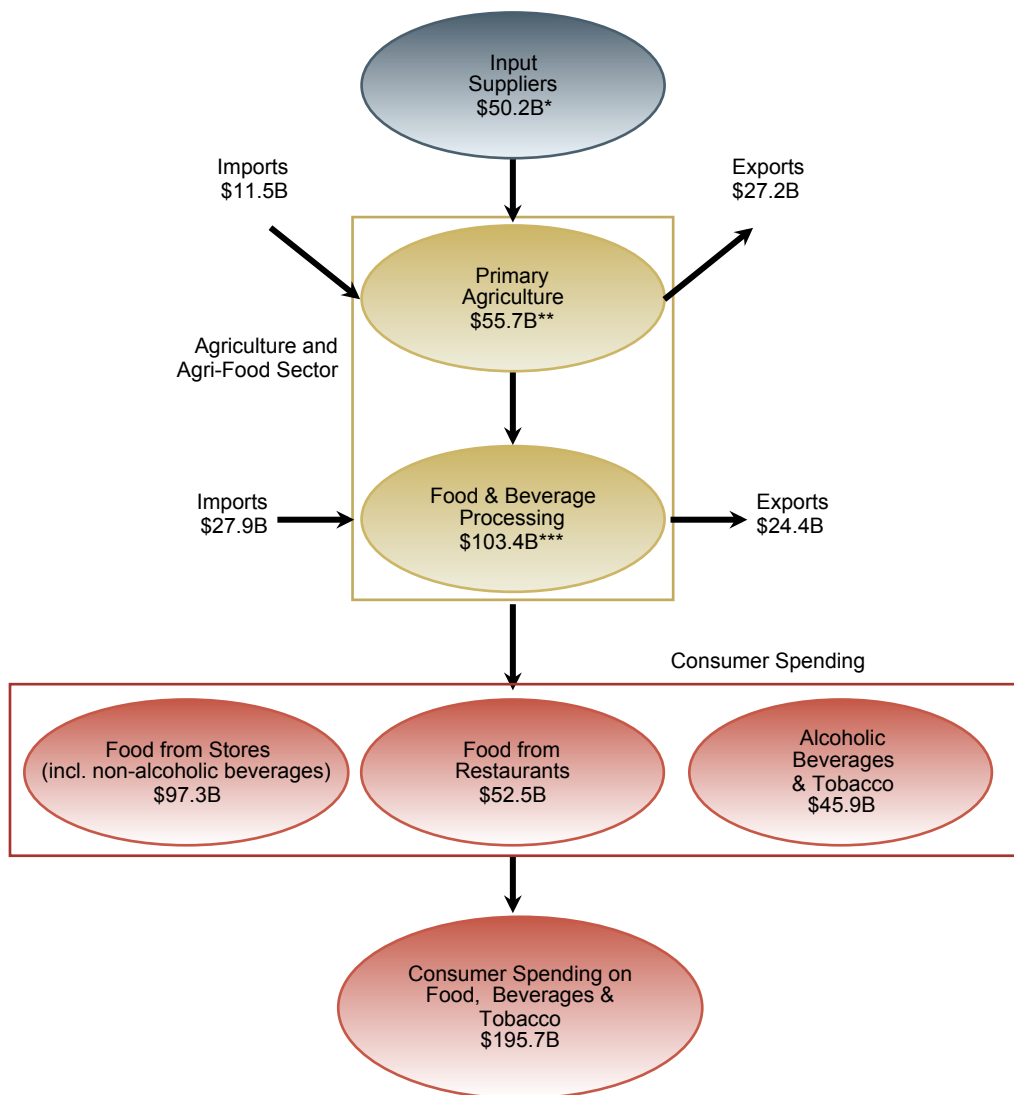 Input
Suppliers
$50.2B*
Imports
$11.5B
Exports
$27.2B
Primary
Agriculture
$55.7B**
Agriculture and
Agri-Food Sector
Imports
$27.9B
Food & Beverage
Processing
$103.4B***
Exports
$24.4B
Consumer Spending
Food from Stores
(incl. non-alcoholic beverages)
$97.3B
Food from
Restaurants
$52.5B
Alcoholic
Beverages
& Tobacco
$45.9B
Consumer Spending on
Food, Beverages &
Tobacco
$195.7B